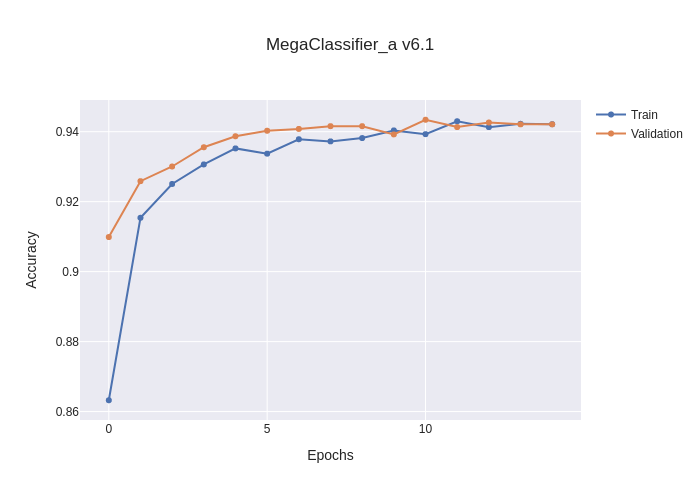 MegaClassifier_a v6.1
Train
Validation
Accuracy
0.94
0.92
0.9
0.88
0.86
0
5
10
Epochs